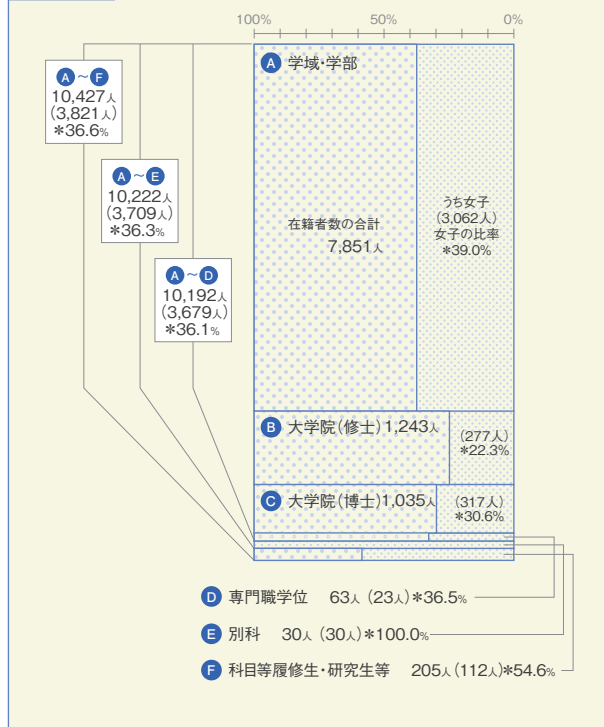 100% 50% 0%
A~F
10,427人
(3,821人)
*36.6%
A~E
10,222人
(3,709人)
*36.3%
A~D
10,192人
(3,679人)
*36.1%
A 学域・学部
在籍者数の合計
7,851人
うち女子
(3,062人)
女子の比率
*39.0%
B 大学院(修士)1,243人
(277人)
*22.3%
C 大学院(博士)1,035人
(317人)
*30.6%
D 専門職学位 63人 (23人)*36.5%
E 別科 30人 (30人)*100.0%
F 科目等履修生・研究生等 205人(112人)*54.6%